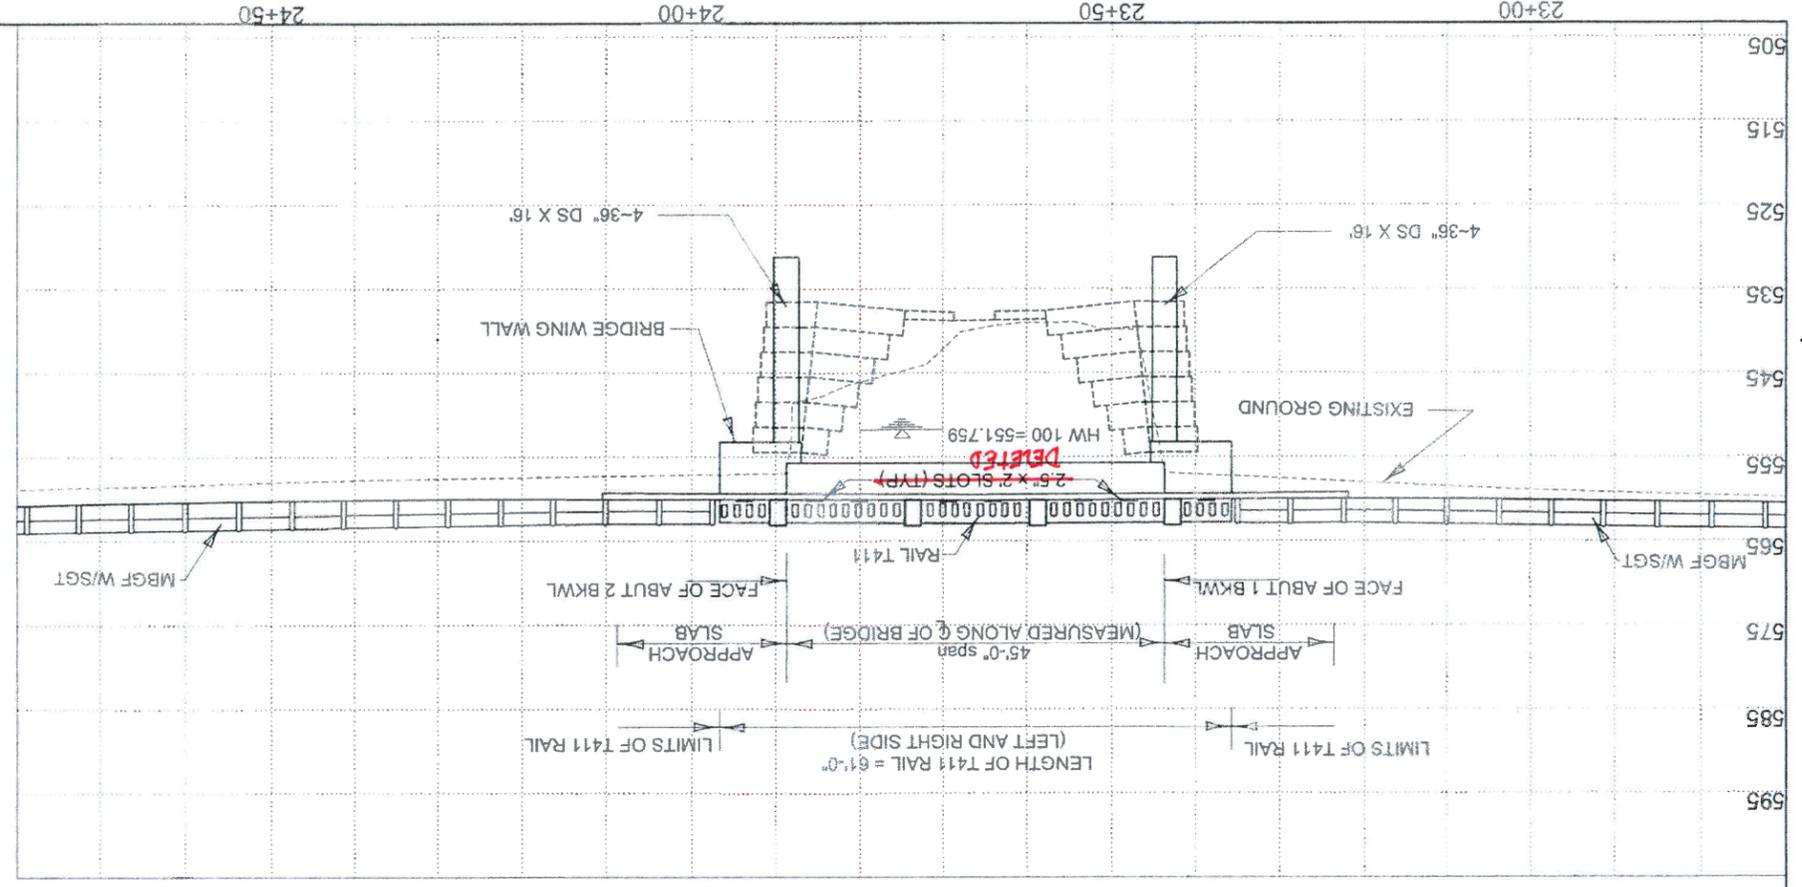 LENGTH OF T411 RAIL = 61'-0"
(LEFT AND RIGHT SIDE)
LIMITS OF T411 RAIL
LIMITS OF T411 RAIL
APPROACH
SLAB
45'-0" span
(MEASURED ALONG ℄ OF BRIDGE)
APPROACH
SLAB
FACE OF ABUT 1 BKWL
FACE OF ABUT 2 BKWL
MBGF W/SGT
RAIL T411
MBGF W/SGT
2.5" x 2' SLOTS (TYP)
DELETED
HW 100=551.759
EXISTING GROUND
BRIDGE WING WALL
4~36" DS X 16'
4~36" DS X 16'
595
585
575
565
555
545
535
525
515
505
23+00
23+50
24+00
24+50